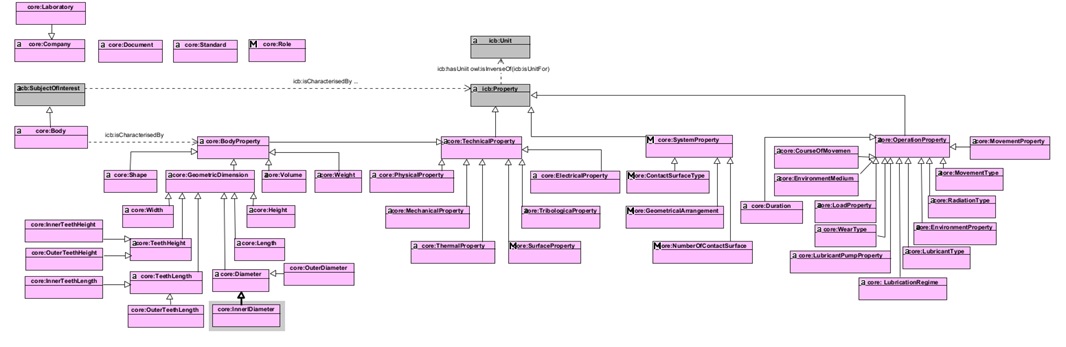 core:Laboratory
core:Company
core:Document
core:Standard
core:Role
icb:Unit
icb:hasUnit owl:isInverseOf(icb:isUnitFor)
icb:isCharacterisedBy ...
icb:SubjectOfInterest
icb:Property
core:Body
icb:isCharacterisedBy
core:BodyProperty
core:TechnicalProperty
core:SystemProperty
core:OperationProperty
core:MovementProperty
core:CourseOfMovemen
core:Shape
core:GeometricDimension
core:Volume
core:Weight
core:PhysicalProperty
core:ElectricalProperty
core:ContactSurfaceType
core:EnvironmentMedium
core:MovementType
core:Width
core:Height
core:MechanicalProperty
core:TribologicaProperty
core:GeometricalArrangement
core:Duration
core:LoadProperty
core:RadiationType
core:InnerTeethHeight
core:TeethHeight
core:Length
core:ThermalProperty
core:SurfaceProperty
core:NumberOfContactSurface
core:WearType
core:EnvironmentProperty
core:OuterTeethHeight
core:LubricantPumpProperty
core:LubricantType
core:InnerTeethLength
core:TeethLength
core:Diameter
core:OuterDiameter
core: LubricationRegime
core:OuterTeethLength
core:InnerlDiameter